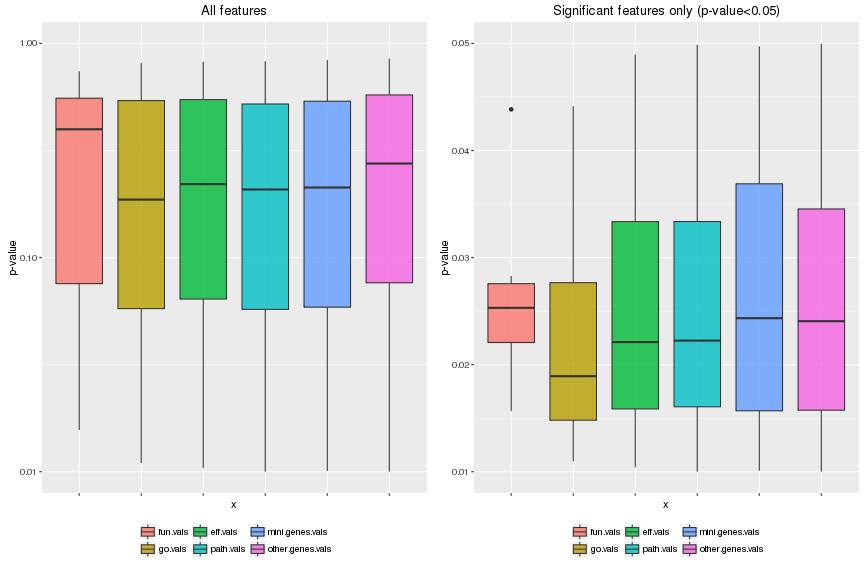 All features
1.00
0.10
0.01
p-value
x
fun.vals eff.vals mini.genes.vals
go.vals path.vals other.genes.vals
Significant features only (p-value<0.05)
0.05
0.04
0.03
0.02
0.01
p-value
x
fun.vals eff.vals mini.genes.vals
go.vals path.vals other.genes.vals